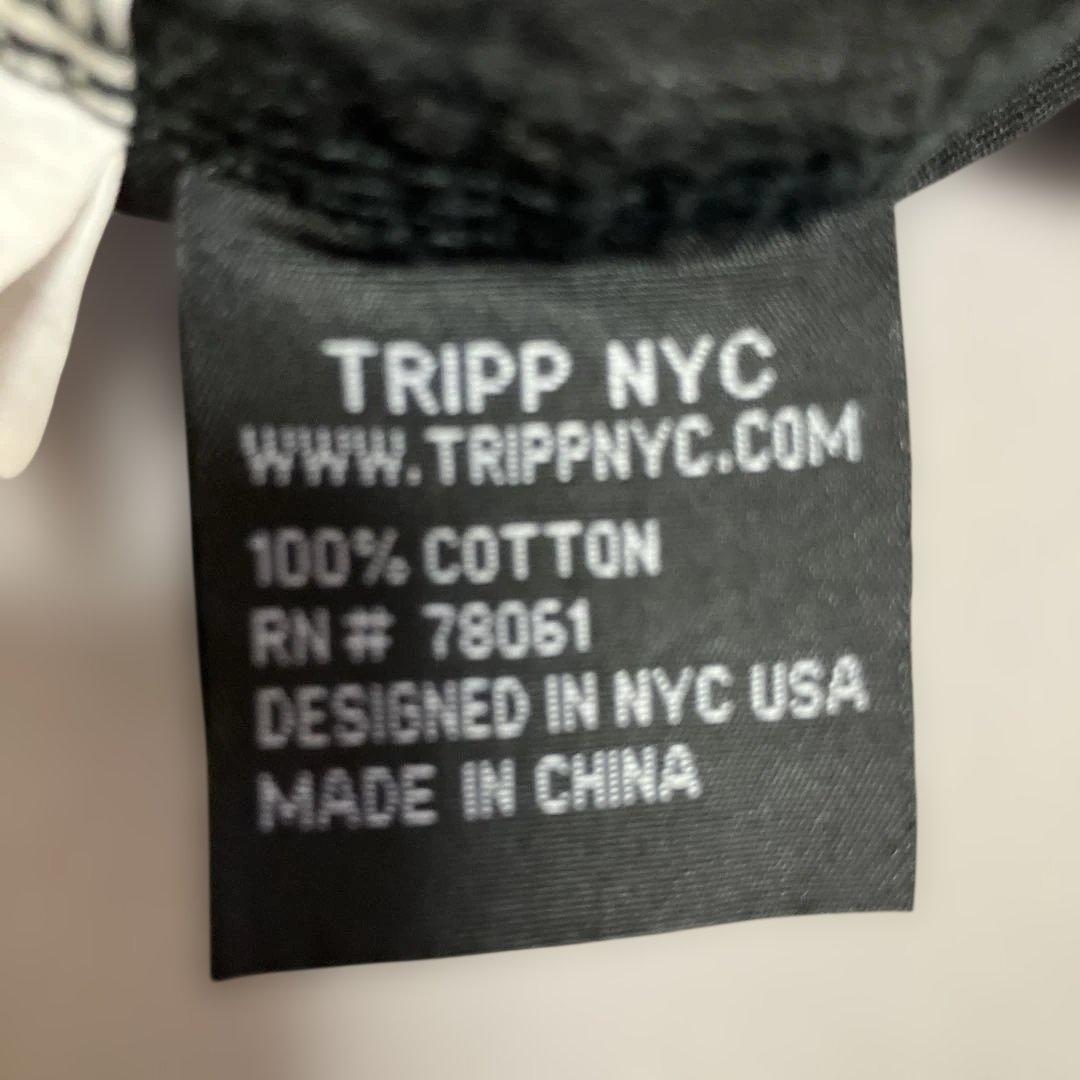 TRIPP NYC
WWW.TRIPPNYC.COM
100% COTTON
RN # 78061
DESIGNED IN NYC USA
MADE IN CHINA